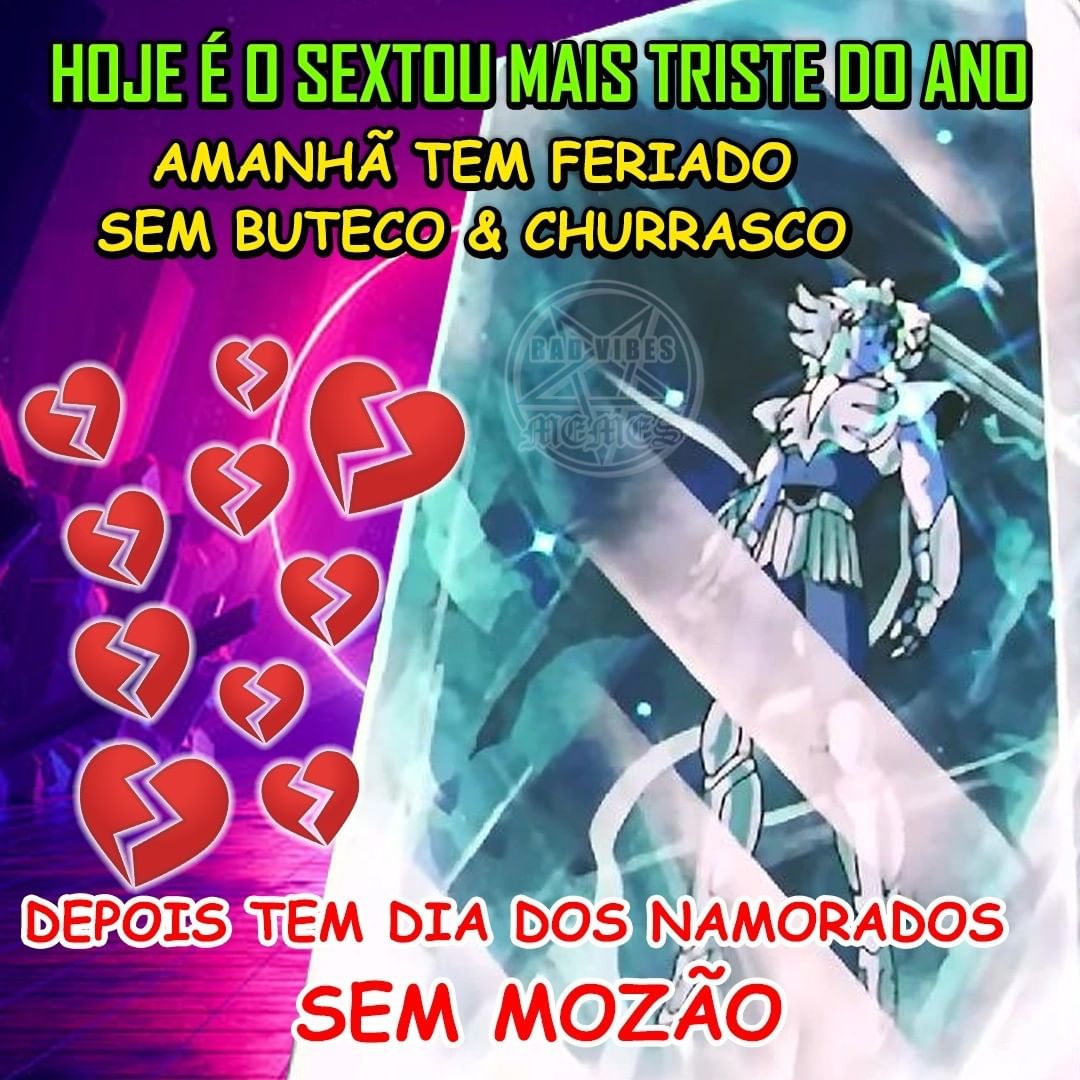 HOJE É O SEXTOU MAIS TRISTE DO ANO
AMANHÃ TEM FERIADO
SEM BUTECO & CHURRASCO
BAD VIBES
MEMES
DEPOIS TEM DIA DOS NAMORADOS
SEM MOZÃO